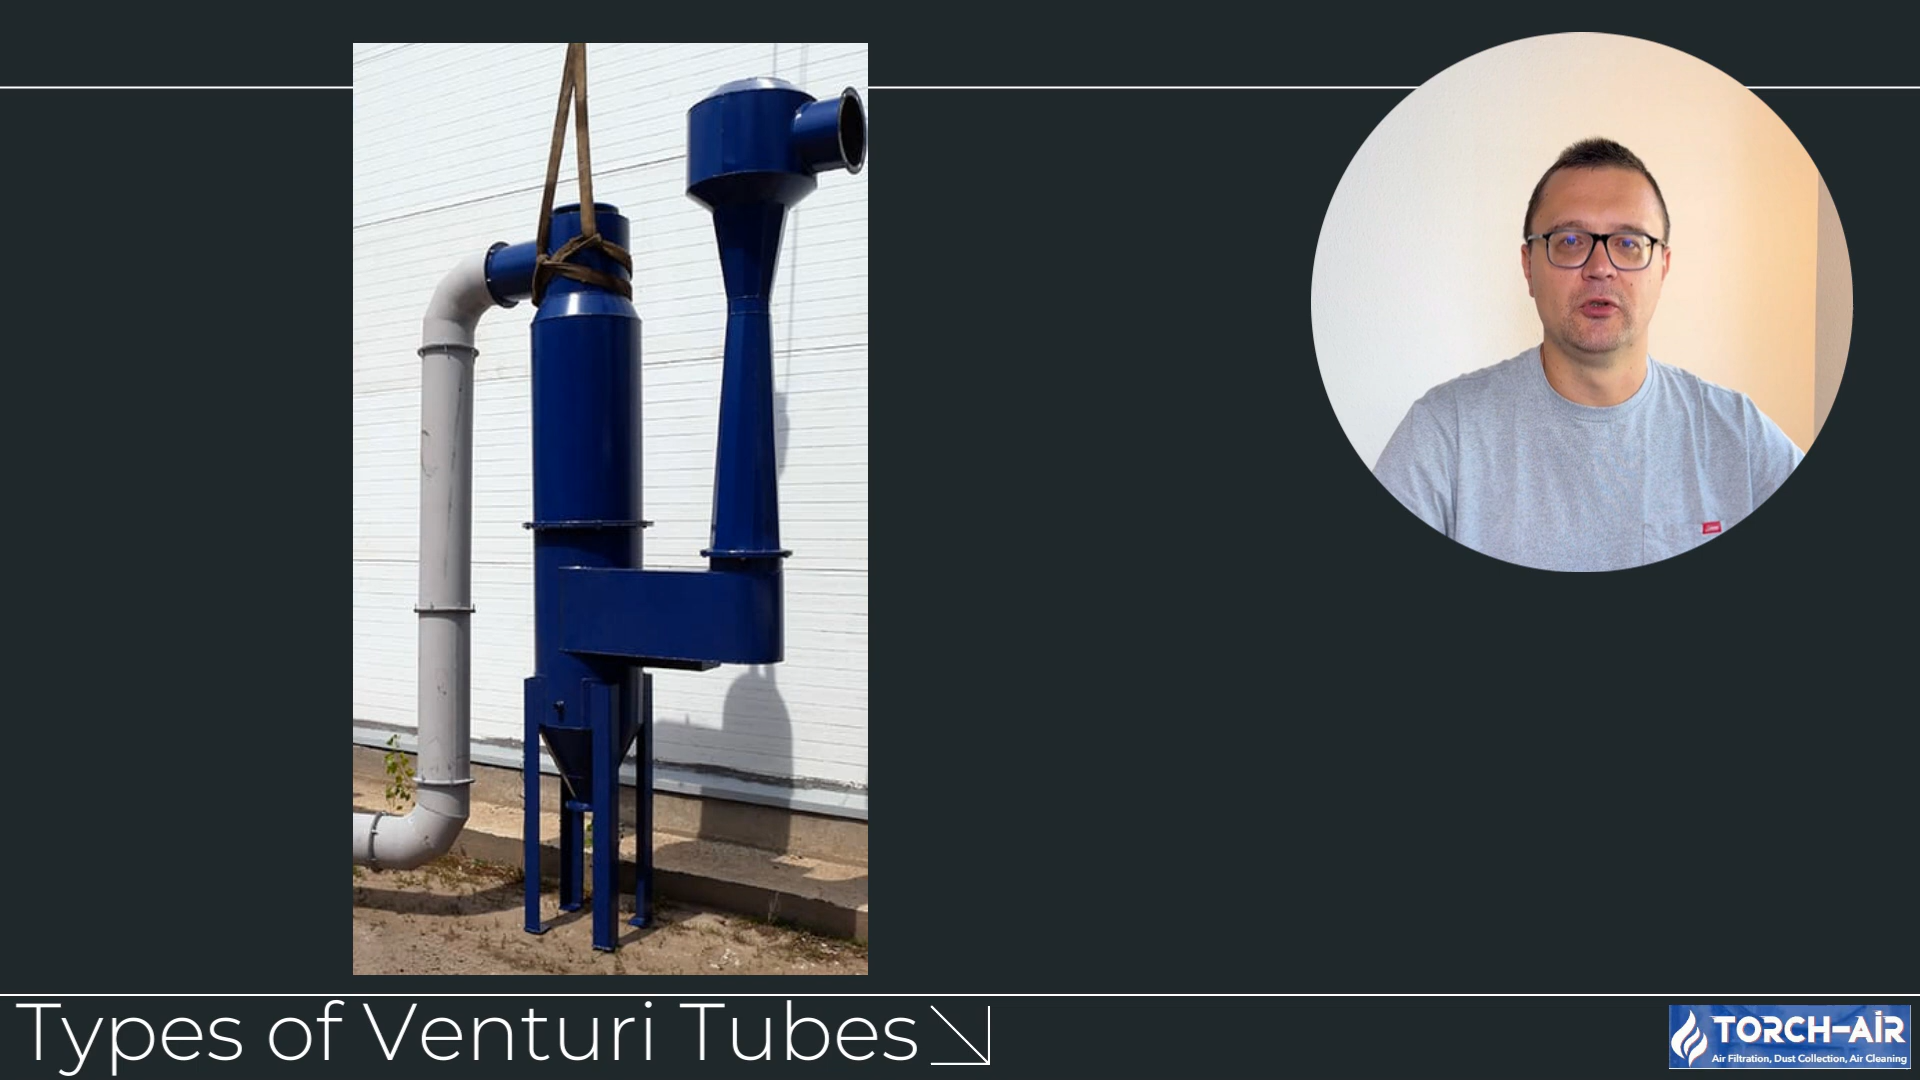 Types of Venturi Tubes
TORCH-AIR
Air Filtration, Dust Collection, Air Cleaning